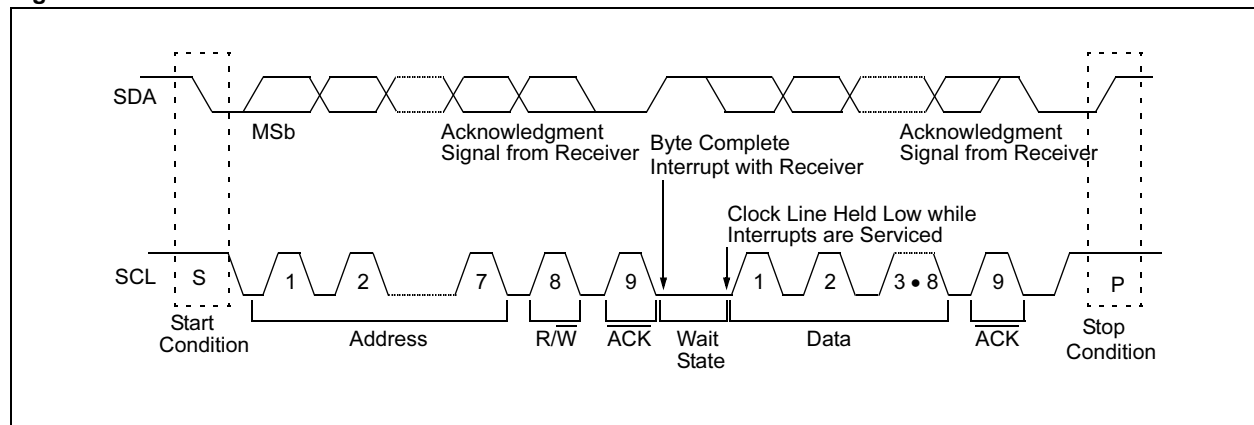 SDA
MSb
Acknowledgment
Signal from Receiver
Byte Complete
Interrupt with Receiver
Acknowledgment
Signal from Receiver
Clock Line Held Low while
Interrupts are Serviced
SCL
S
1
2
7
8
9
1
2
3 • 8
9
P
Start
Condition
Address
R/W̅
A̅C̅K̅
Wait
State
Data
A̅C̅K̅
Stop
Condition